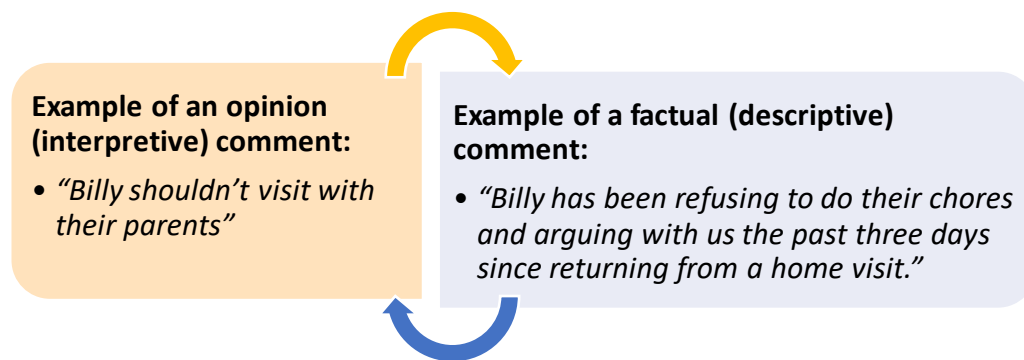 Example of an opinion
(interpretive) comment:
• “Billy shouldn’t visit with
their parents”
Example of a factual (descriptive)
comment:
• “Billy has been refusing to do their chores
and arguing with us the past three days
since returning from a home visit.”